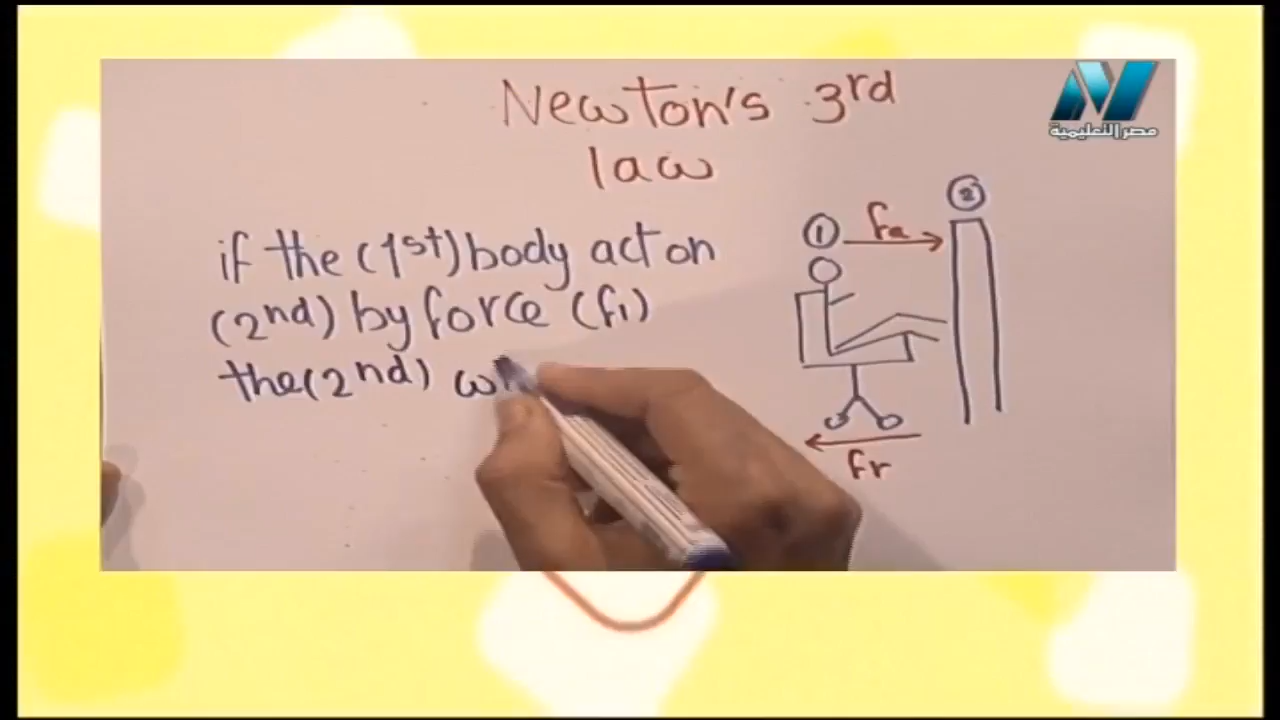 Newton's 3rd
law
مصر التعليمية
if the (1st) body act on
(2nd) by force (f1)
the (2nd)
1
fa
2
fr